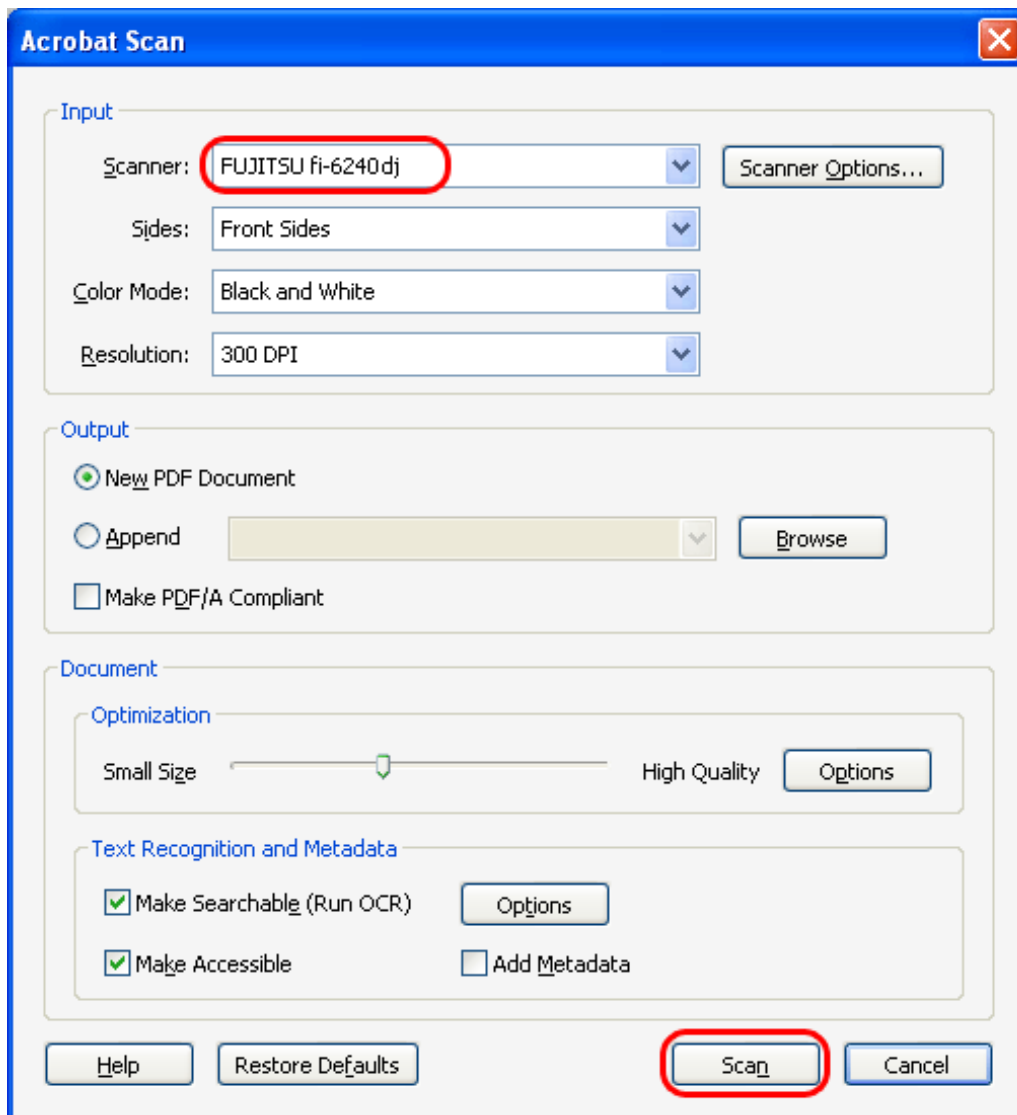 Acrobat Scan
Input
Scanner: FUJITSU fi-6240dj Scanner Options...
Sides: Front Sides
Color Mode: Black and White
Resolution: 300 DPI
Output
New PDF Document
Append Browse
Make PDF/A Compliant
Document
Optimization
Small Size High Quality Options
Text Recognition and Metadata
Make Searchable (Run OCR) Options
Make Accessible Add Metadata
Help Restore Defaults Scan Cancel